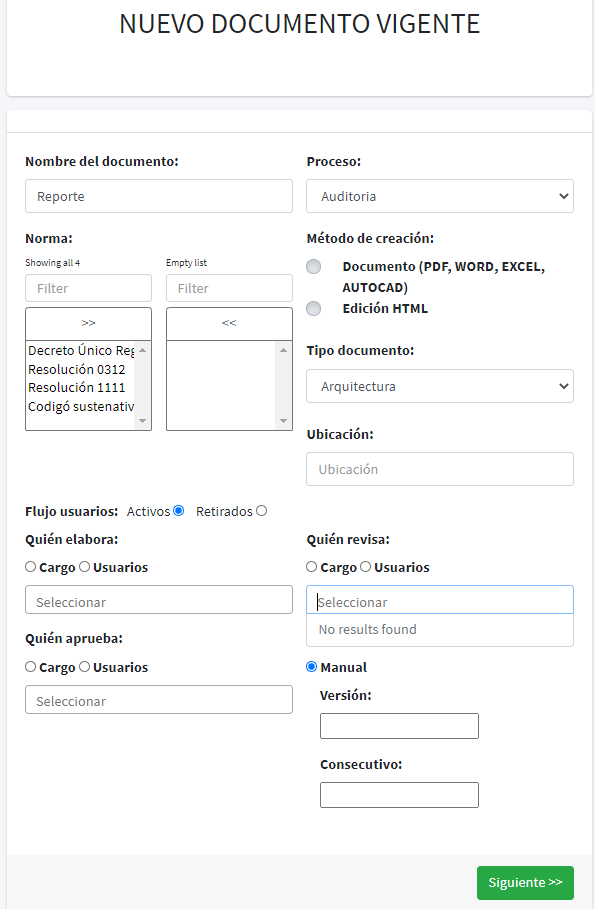 NUEVO DOCUMENTO VIGENTE
Nombre del documento:
Reporte
Proceso:
Auditoria
Norma:
Showing all 4
Empty list
Filter
Filter
>>
<<
Decreto Único Reg
Resolución 0312
Resolución 1111
Codigó sustenativ
Método de creación:
Documento (PDF, WORD, EXCEL,
AUTOCAD)
Edición HTML
Tipo documento:
Arquitectura
Ubicación:
Ubicación
Flujo usuarios: Activos Retirados
Quién elabora:
Cargo Usuarios
Seleccionar
Quién revisa:
Cargo Usuarios
Seleccionar
No results found
Quién aprueba:
Cargo Usuarios
Seleccionar
Manual
Versión:
Consecutivo:
Siguiente >>